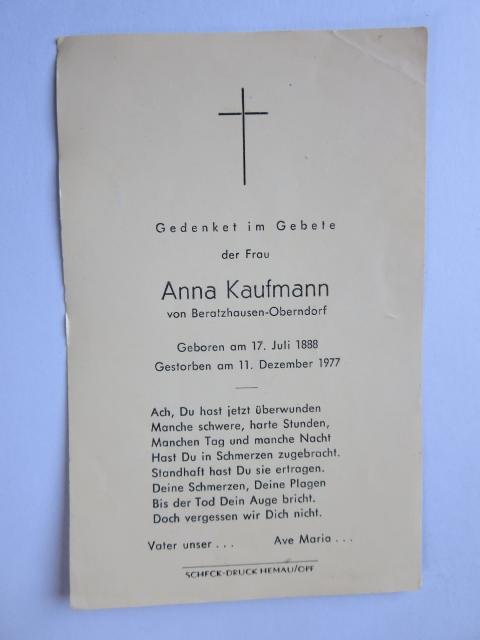 Gedenket im Gebete
der Frau
Anna Kaufmann
von Beratzhausen-Oberndorf
Geboren am 17. Juli 1888
Gestorben am 11. Dezember 1977
Ach, Du hast jetzt überwunden
Manche schwere, harte Stunden,
Manchen Tag und manche Nacht
Hast Du in Schmerzen zugebracht.
Standhaft hast Du sie ertragen.
Deine Schmerzen, Deine Plagen
Bis der Tod Dein Auge bricht.
Doch vergessen wir Dich nicht.
Vater unser . . . Ave Maria . . .
SCHECK-DRUCK HEMAU/OPF